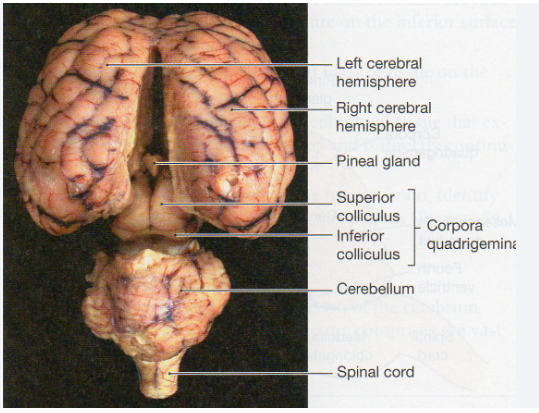 Left cerebral
hemisphere
Right cerebral
hemisphere
Pineal gland
Superior
colliculus
Inferior
colliculus
Corpora
quadrigemina
Cerebellum
Spinal cord